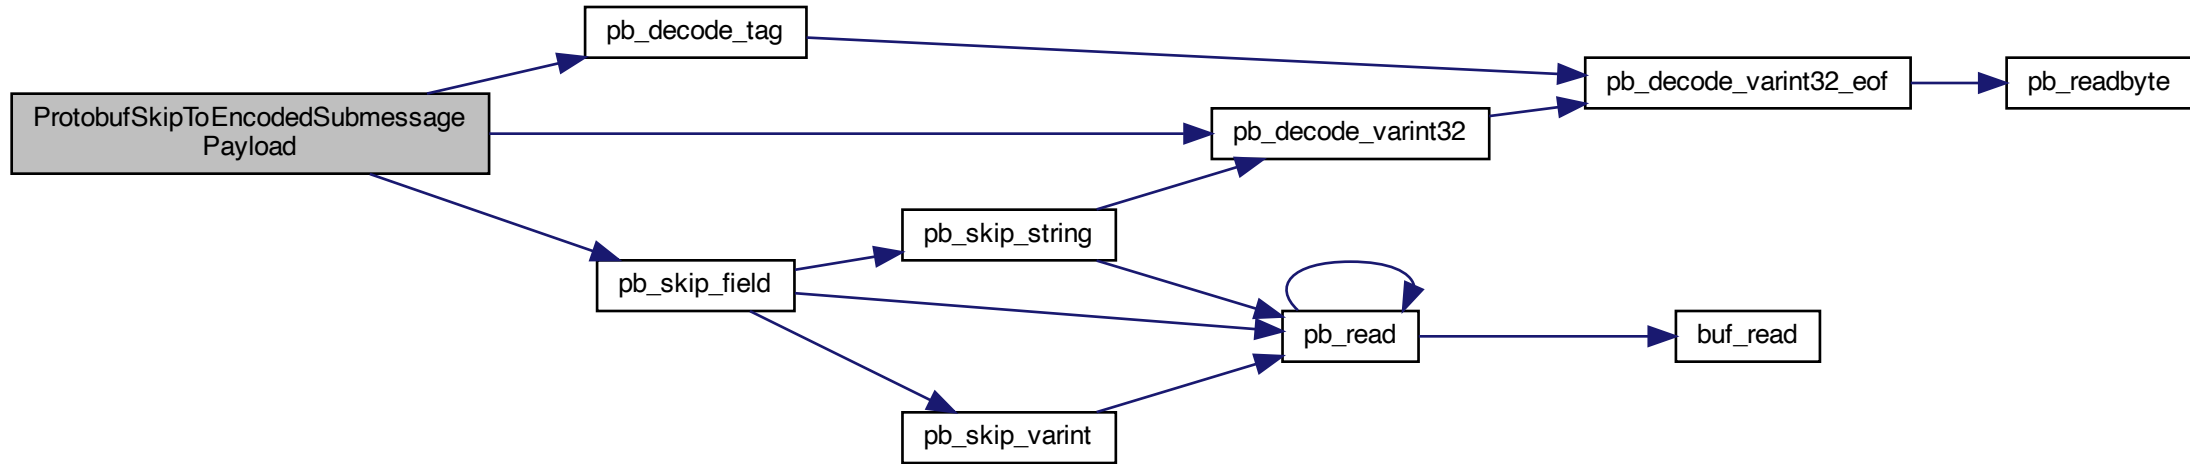 ProtobufSkipToEncodedSubmessage
Payload
pb_decode_tag
pb_decode_varint32
pb_decode_varint32_eof
pb_readbyte
pb_skip_field
pb_skip_string
pb_read
buf_read
pb_skip_varint